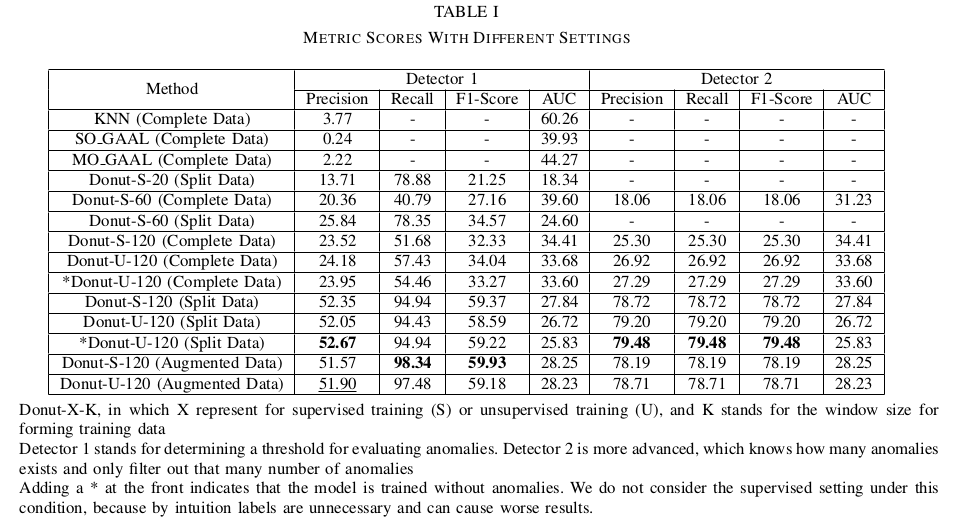 TABLE I
METRIC SCORES WITH DIFFERENT SETTINGS
Method Detector 1 Detector 2
Precision Recall F1-Score AUC Precision Recall F1-Score AUC
KNN (Complete Data) 3.77 - - 60.26 - - - -
SO_GAAL (Complete Data) 0.24 - - 39.93 - - - -
MO_GAAL (Complete Data) 2.22 - - 44.27 - - - -
Donut-S-20 (Split Data) 13.71 78.88 21.25 18.34 - - - -
Donut-S-60 (Complete Data) 20.36 40.79 27.16 39.60 18.06 18.06 18.06 31.23
Donut-S-60 (Split Data) 25.84 78.35 34.57 24.60 - - - -
Donut-S-120 (Complete Data) 23.52 51.68 32.33 34.41 25.30 25.30 25.30 34.41
Donut-U-120 (Complete Data) 24.18 57.43 34.04 33.68 26.92 26.92 26.92 33.68
*Donut-U-120 (Complete Data) 23.95 54.46 33.27 33.60 27.29 27.29 27.29 33.60
Donut-S-120 (Split Data) 52.35 94.94 59.37 27.84 78.72 78.72 78.72 27.84
Donut-U-120 (Split Data) 52.05 94.43 58.59 26.72 79.20 79.20 79.20 26.72
*Donut-U-120 (Split Data) 52.67 94.94 59.22 25.83 79.48 79.48 79.48 25.83
Donut-S-120 (Augmented Data) 51.57 98.34 59.93 28.25 78.19 78.19 78.19 28.25
Donut-U-120 (Augmented Data) 51.90 97.48 59.18 28.23 78.71 78.71 78.71 28.23
Donut-X-K, in which X represent for supervised training (S) or unsupervised training (U), and K stands for the window size for
forming training data
Detector 1 stands for determining a threshold for evaluating anomalies. Detector 2 is more advanced, which knows how many anomalies
exists and only filter out that many number of anomalies
Adding a * at the front indicates that the model is trained without anomalies. We do not consider the supervised setting under this
condition, because by intuition labels are unnecessary and can cause worse results.